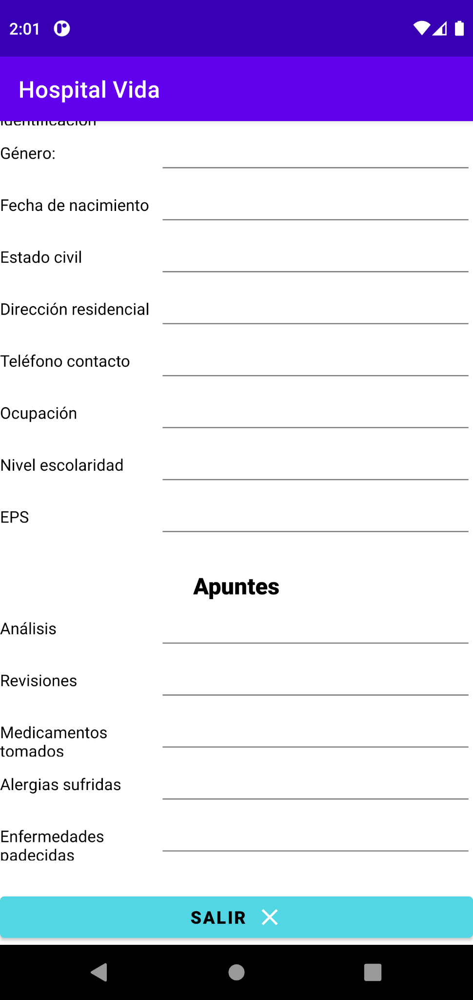 2:01
Hospital Vida
Identificación
Género:
Fecha de nacimiento
Estado civil
Dirección residencial
Teléfono contacto
Ocupación
Nivel escolaridad
EPS
Apuntes
Análisis
Revisiones
Medicamentos
tomados
Alergias sufridas
Enfermedades
padecidas
SALIR